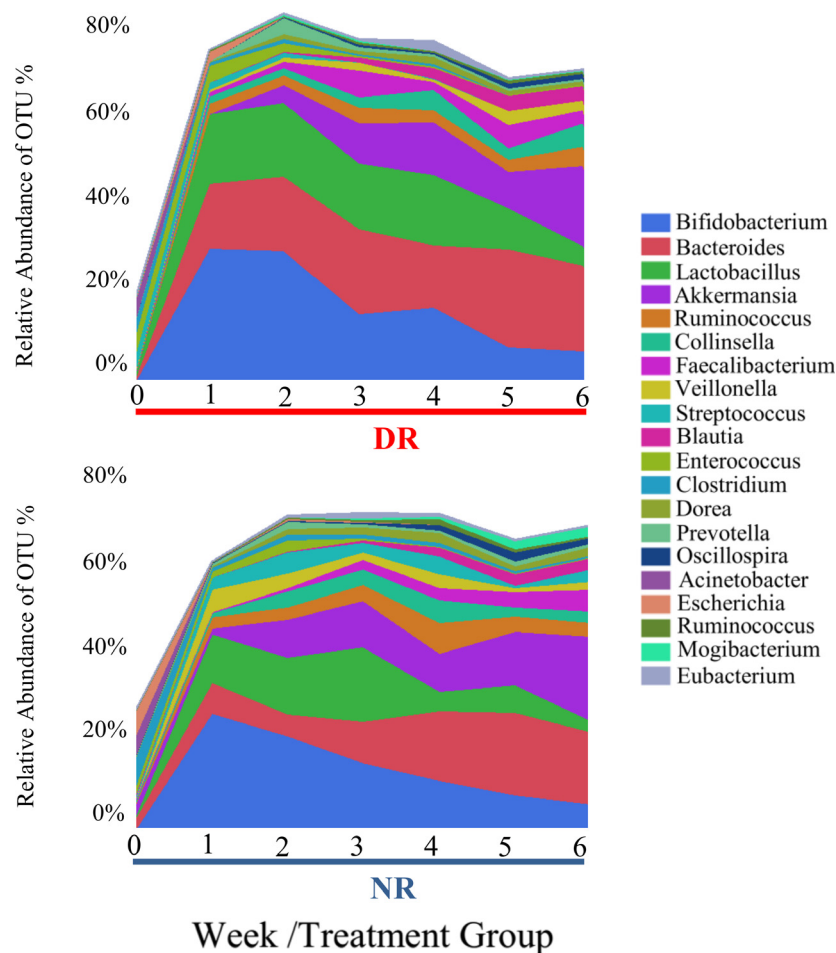 80%
60%
40%
20%
0%
Relative Abundance of OTU %
0 1 2 3 4 5 6
DR
80%
60%
40%
20%
0%
Relative Abundance of OTU %
0 1 2 3 4 5 6
NR
Week /Treatment Group
Bifidobacterium
Bacteroides
Lactobacillus
Akkermansia
Ruminococcus
Collinsella
Faecalibacterium
Veillonella
Streptococcus
Blautia
Enterococcus
Clostridium
Dorea
Prevotella
Oscillospira
Acinetobacter
Escherichia
Ruminococcus
Mogibacterium
Eubacterium